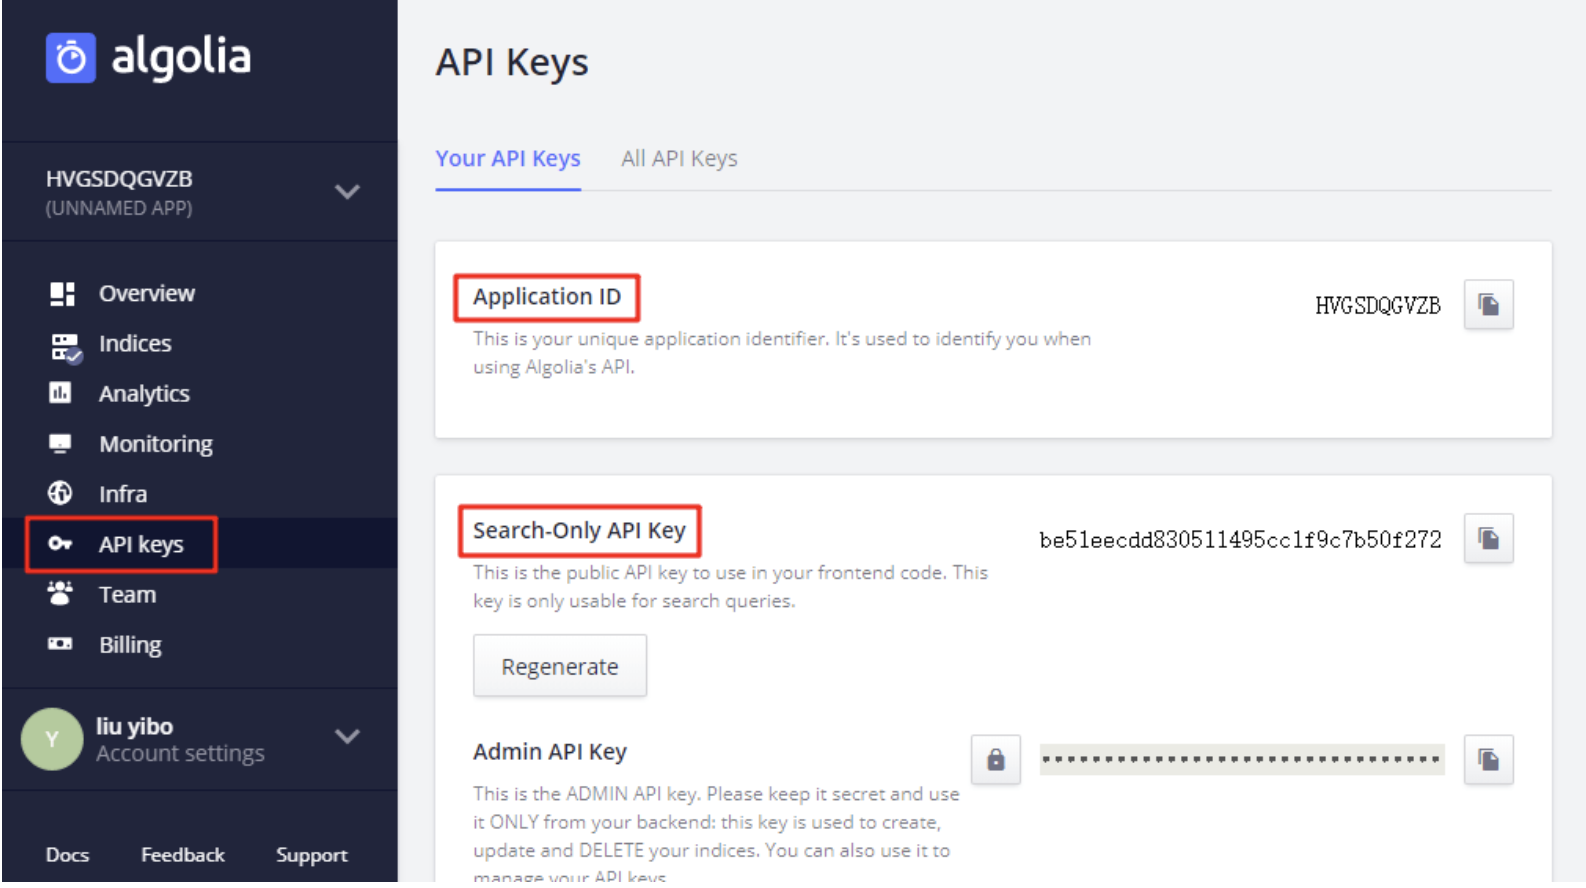 algolia
HVGSDQGVZB
(UNNAMED APP)
Overview
Indices
Analytics
Monitoring
Infra
API keys
Team
Billing
Y
liu yibo
Account settings
Docs Feedback Support
API Keys
Your API Keys All API Keys
Application ID
HVGSDQGVZB
This is your unique application identifier. It's used to identify you when
using Algolia's API.
Search-Only API Key
be51eecdd830511495cc1f9c7b50f272
This is the public API key to use in your frontend code. This
key is only usable for search queries.
Regenerate
Admin API Key
This is the ADMIN API key. Please keep it secret and use
it ONLY from your backend: this key is used to create,
update and DELETE your indices. You can also use it to
manage your API keys.